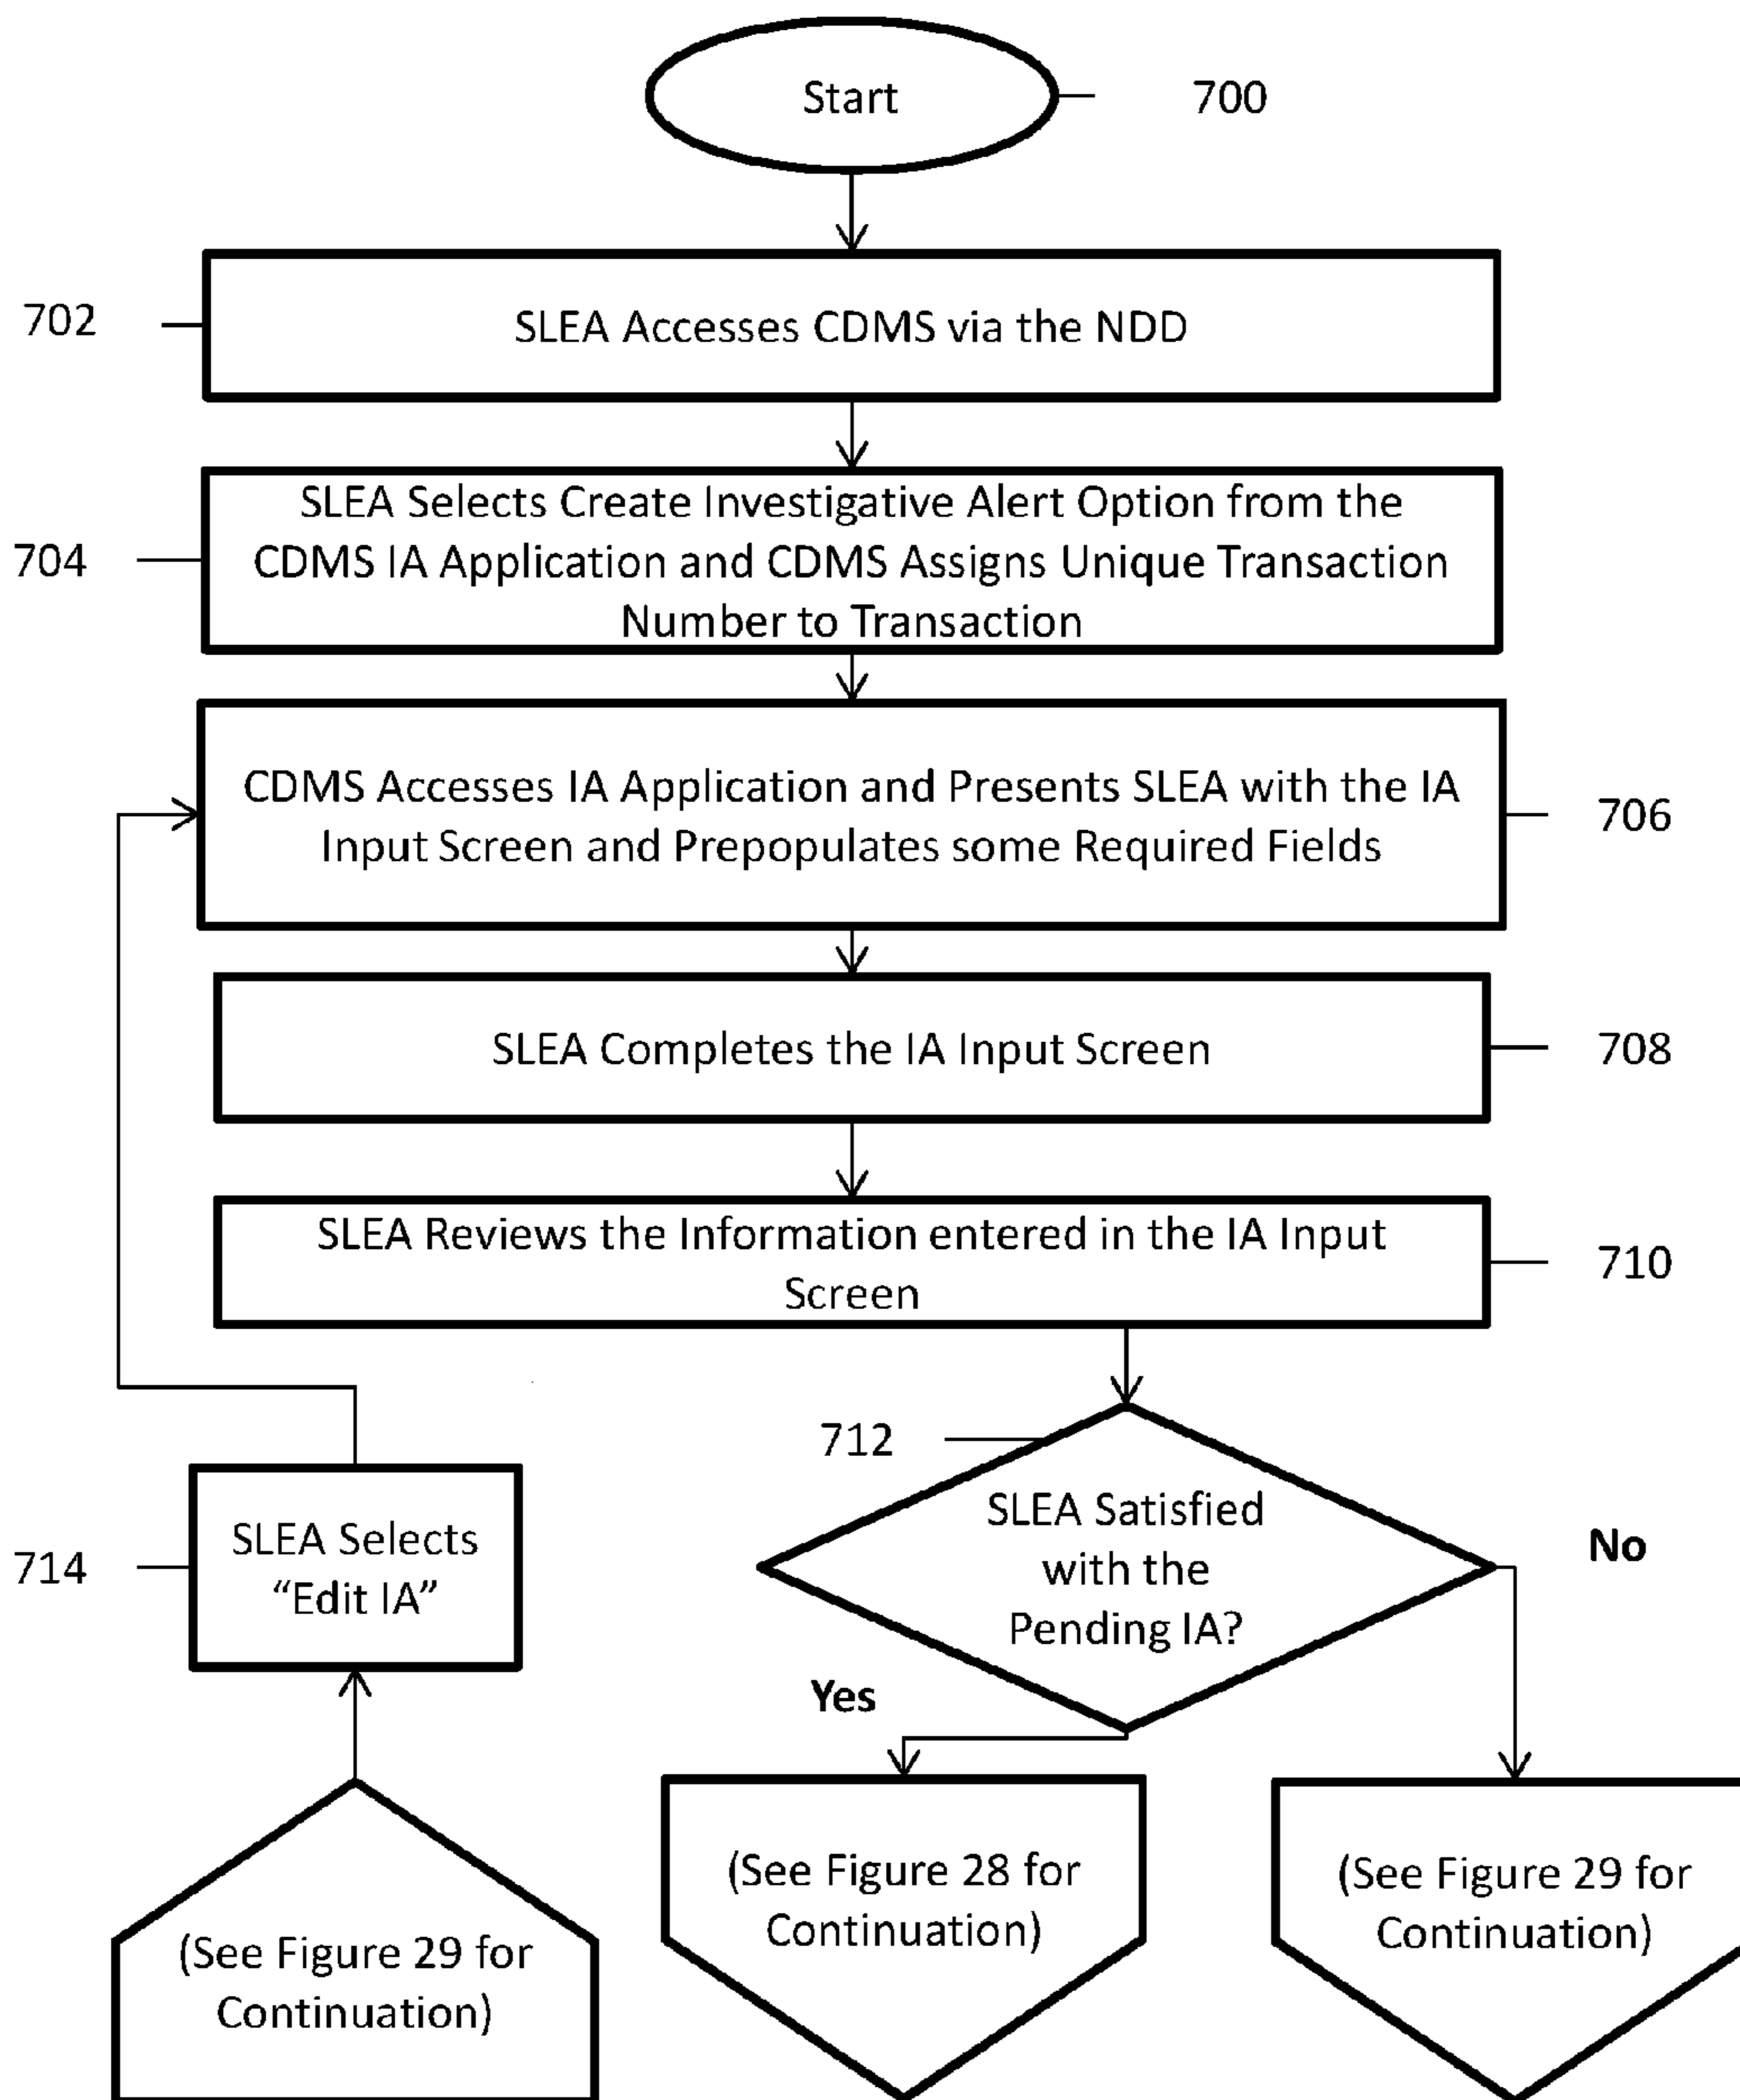 Start
700
702
SLEA Accesses CDMS via the NDD
704
SLEA Selects Create Investigative Alert Option from the
CDMS IA Application and CDMS Assigns Unique Transaction
Number to Transaction
CDMS Accesses IA Application and Presents SLEA with the IA
Input Screen and Prepopulates some Required Fields
706
SLEA Completes the IA Input Screen
708
SLEA Reviews the Information entered in the IA Input
Screen
710
712
SLEA Satisfied
with the
Pending IA?
No
Yes
714
SLEA Selects
“Edit IA”
(See Figure 29 for
Continuation)
(See Figure 28 for
Continuation)
(See Figure 29 for
Continuation)